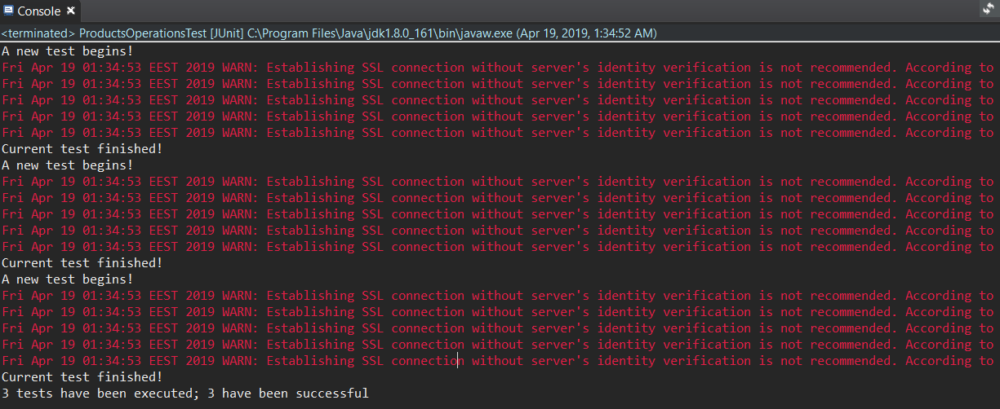 Console
<terminated> ProductsOperationsTest [JUnit] C:\Program Files\Java\jdk1.8.0_161\bin\javaw.exe (Apr 19, 2019, 1:34:52 AM)
A new test begins!
Fri Apr 19 01:34:53 EEST 2019 WARN: Establishing SSL connection without server's identity verification is not recommended. According to
Fri Apr 19 01:34:53 EEST 2019 WARN: Establishing SSL connection without server's identity verification is not recommended. According to
Fri Apr 19 01:34:53 EEST 2019 WARN: Establishing SSL connection without server's identity verification is not recommended. According to
Fri Apr 19 01:34:53 EEST 2019 WARN: Establishing SSL connection without server's identity verification is not recommended. According to
Fri Apr 19 01:34:53 EEST 2019 WARN: Establishing SSL connection without server's identity verification is not recommended. According to
Current test finished!
A new test begins!
Fri Apr 19 01:34:53 EEST 2019 WARN: Establishing SSL connection without server's identity verification is not recommended. According to
Fri Apr 19 01:34:53 EEST 2019 WARN: Establishing SSL connection without server's identity verification is not recommended. According to
Fri Apr 19 01:34:53 EEST 2019 WARN: Establishing SSL connection without server's identity verification is not recommended. According to
Fri Apr 19 01:34:53 EEST 2019 WARN: Establishing SSL connection without server's identity verification is not recommended. According to
Fri Apr 19 01:34:53 EEST 2019 WARN: Establishing SSL connection without server's identity verification is not recommended. According to
Current test finished!
A new test begins!
Fri Apr 19 01:34:53 EEST 2019 WARN: Establishing SSL connection without server's identity verification is not recommended. According to
Fri Apr 19 01:34:53 EEST 2019 WARN: Establishing SSL connection without server's identity verification is not recommended. According to
Fri Apr 19 01:34:53 EEST 2019 WARN: Establishing SSL connection without server's identity verification is not recommended. According to
Fri Apr 19 01:34:53 EEST 2019 WARN: Establishing SSL connection without server's identity verification is not recommended. According to
Fri Apr 19 01:34:53 EEST 2019 WARN: Establishing SSL connection without server's identity verification is not recommended. According to
Current test finished!
3 tests have been executed; 3 have been successful